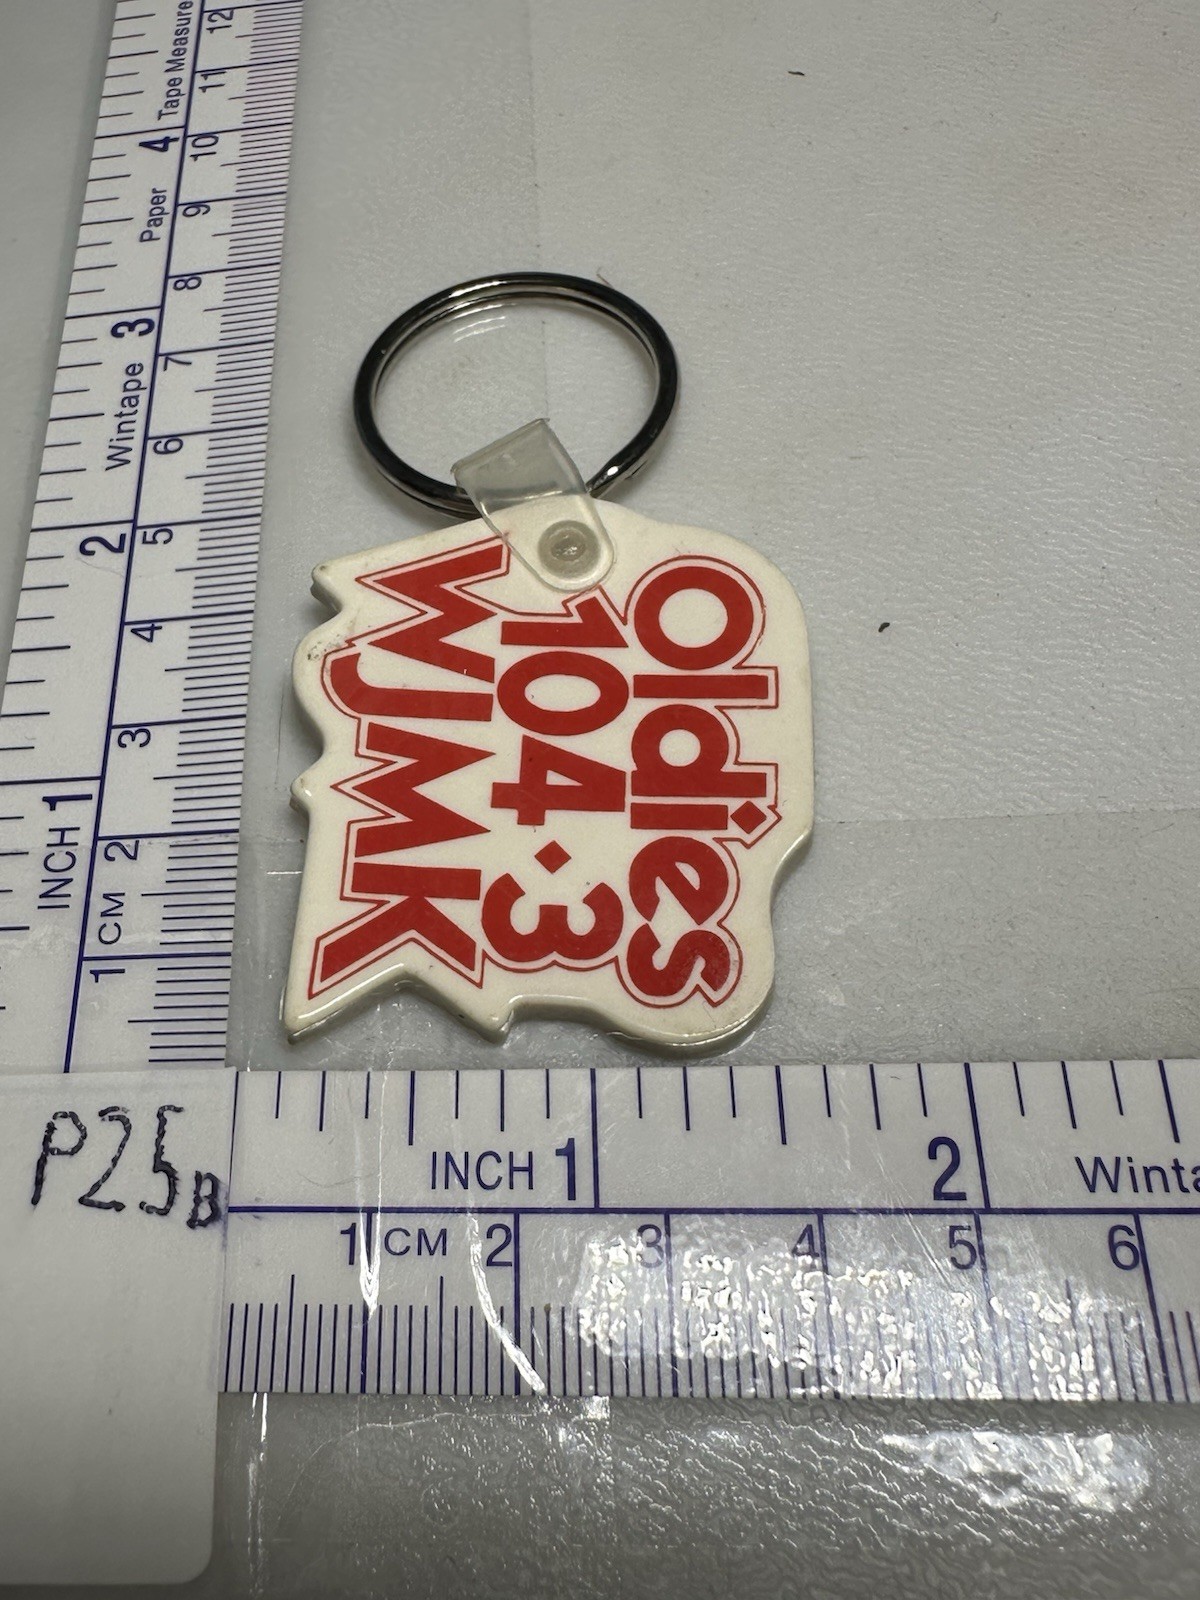 Oldies
104.3
WJMK
12
11
Tape Measure
10
4
9
Paper
8
3
7
Wintape
6
2
5
4
3
1
INCH
2
CM
1
P25B
INCH 1
2
Winta
1 CM 2 3 4 5 6